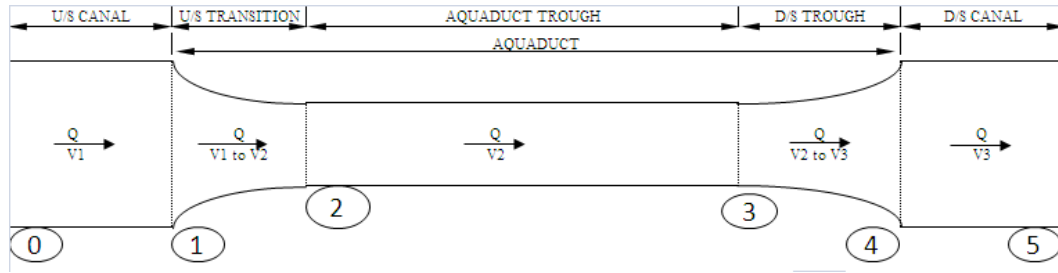 U/S CANAL U/S TRANSITION AQUADUCT TROUGH D/S TROUGH D/S CANAL
AQUADUCT
Q Q Q Q Q
V1 V1 to V2 V2 V2 to V3 V3
2 3
0 1 4 5